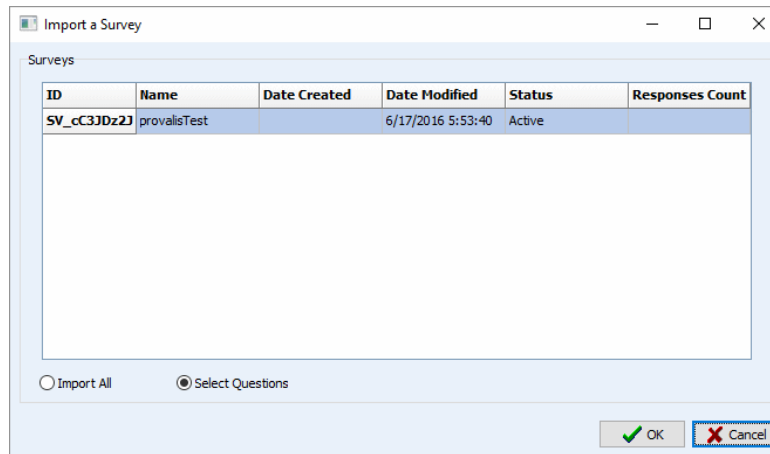 Import a Survey
Surveys
ID Name Date Created Date Modified Status Responses Count
SV_cC3JDz2J provalisTest 6/17/2016 5:53:40 Active
Import All Select Questions
OK Cancel